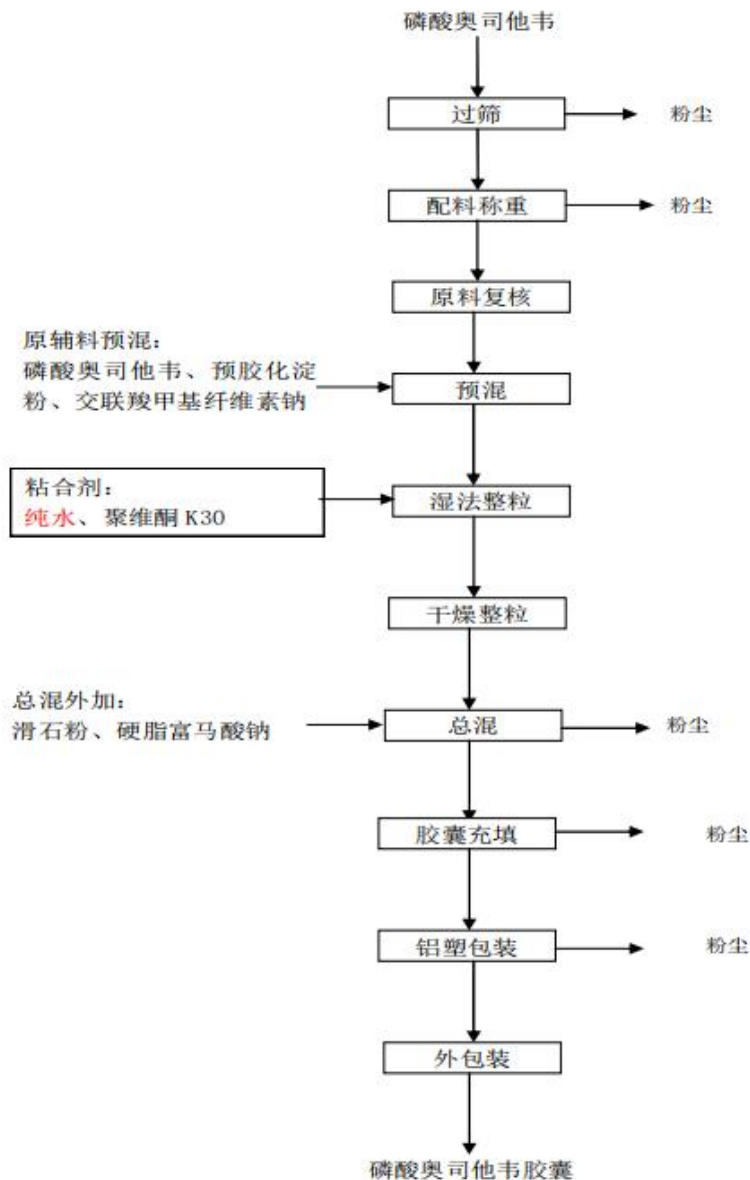 磷酸奥司他韦
过筛
粉尘
配料称重
粉尘
原料复核
原辅料预混：
磷酸奥司他韦、预胶化淀
粉、交联羧甲基纤维素钠
预混
粘合剂：
纯水、聚维酮 K30
湿法整粒
干燥整粒
总混外加：
滑石粉、硬脂富马酸钠
总混
粉尘
胶囊充填
粉尘
铝塑包装
粉尘
外包装
磷酸奥司他韦胶囊